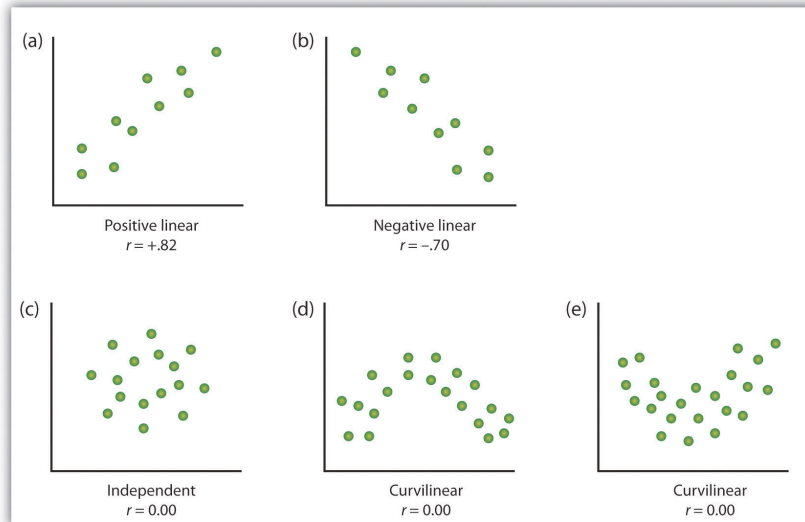 (a)
Positive linear
r = +.82
(b)
Negative linear
r = –.70
(c)
Independent
r = 0.00
(d)
Curvilinear
r = 0.00
(e)
Curvilinear
r = 0.00